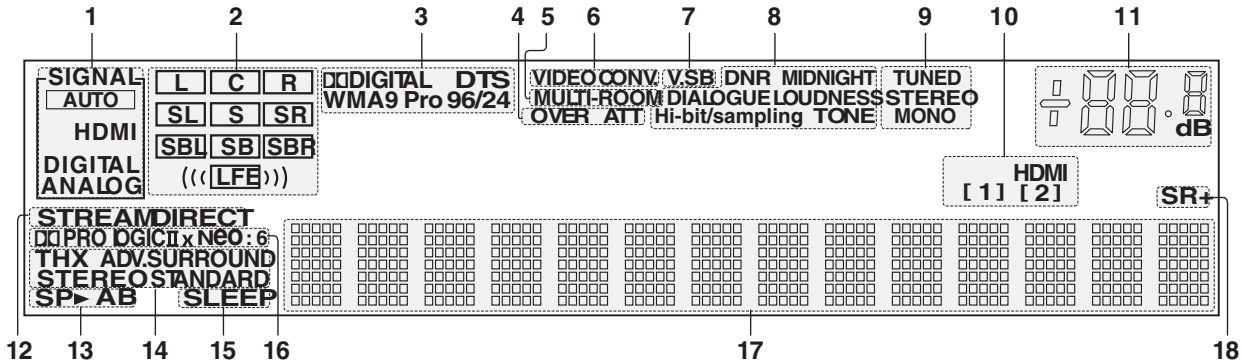 1 2 3 4 5 6 7 8 9 10 11
SIGNAL
AUTO
HDMI
DIGITAL
ANALOG
L C R
SL S SR
SBL SB SBR
((( LFE )))
DIGITAL DTS
WMA9 Pro 96/24
VIDEO CONV. V.SB DNR MIDNIGHT TUNED
MULTI-ROOM DIALOGUE LOUDNESS STEREO
OVER ATT Hi-bit/sampling TONE MONO
88.8
dB
HDMI
[ 1 ] [ 2 ]
SR+
STREAMDIRECT
PRO LOGIC II x Neo : 6
THX ADV.SURROUND
STEREO STANDARD
SP► AB SLEEP
12 13 14 15 16 17 18